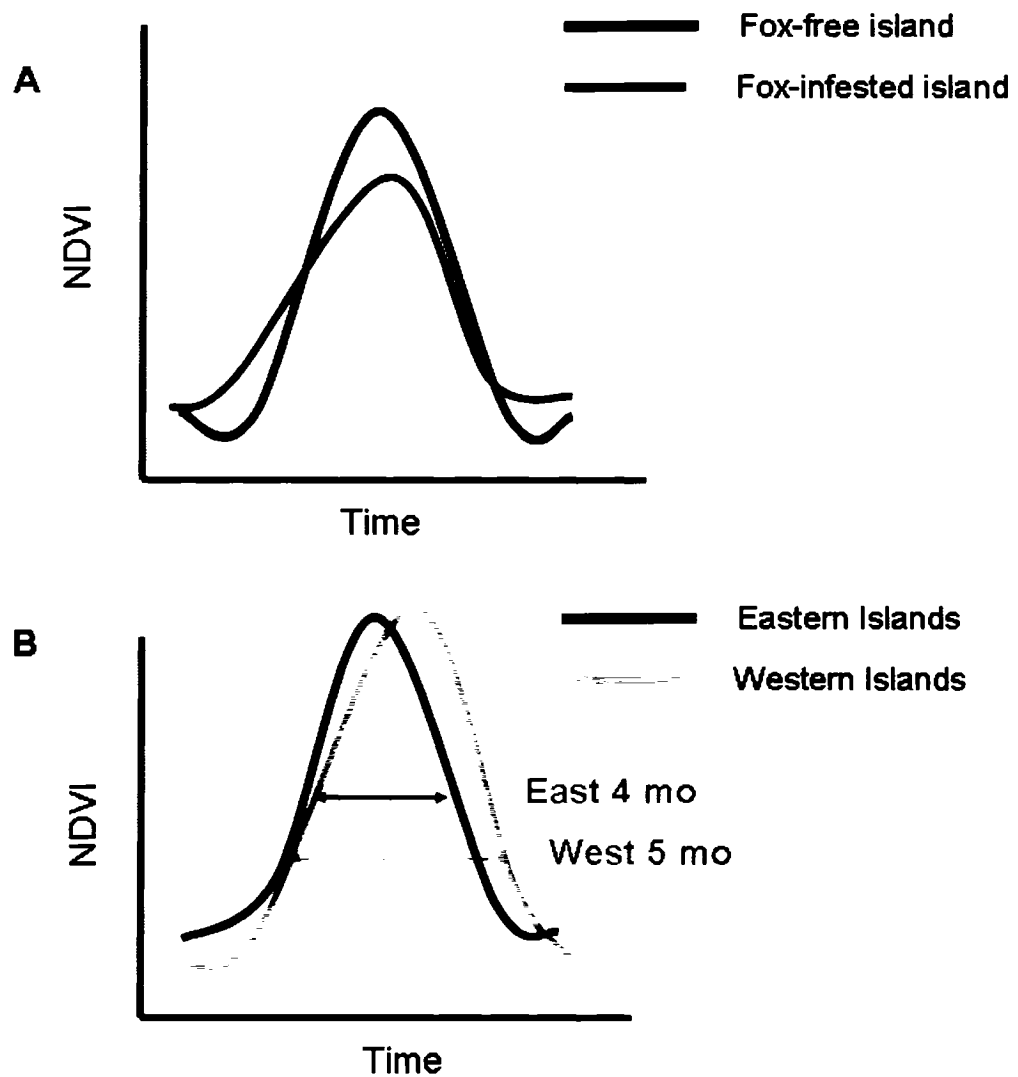 A
Fox-free island
Fox-infested island
NDVI
Time
B
Eastern Islands
Western Islands
East 4 mo
West 5 mo
NDVI
Time